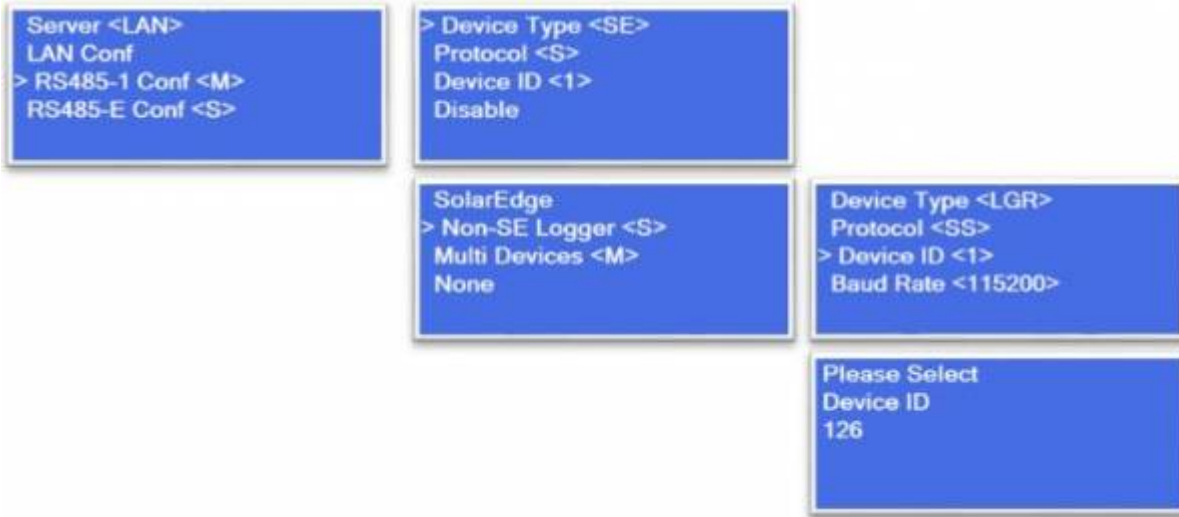 Server <LAN>
LAN Conf
> RS485-1 Conf <M>
RS485-E Conf <S>
> Device Type <SE>
Protocol <S>
Device ID <1>
Disable
SolarEdge
> Non-SE Logger <S>
Multi Devices <M>
None
Device Type <LGR>
Protocol <SS>
> Device ID <1>
Baud Rate <115200>
Please Select
Device ID
126